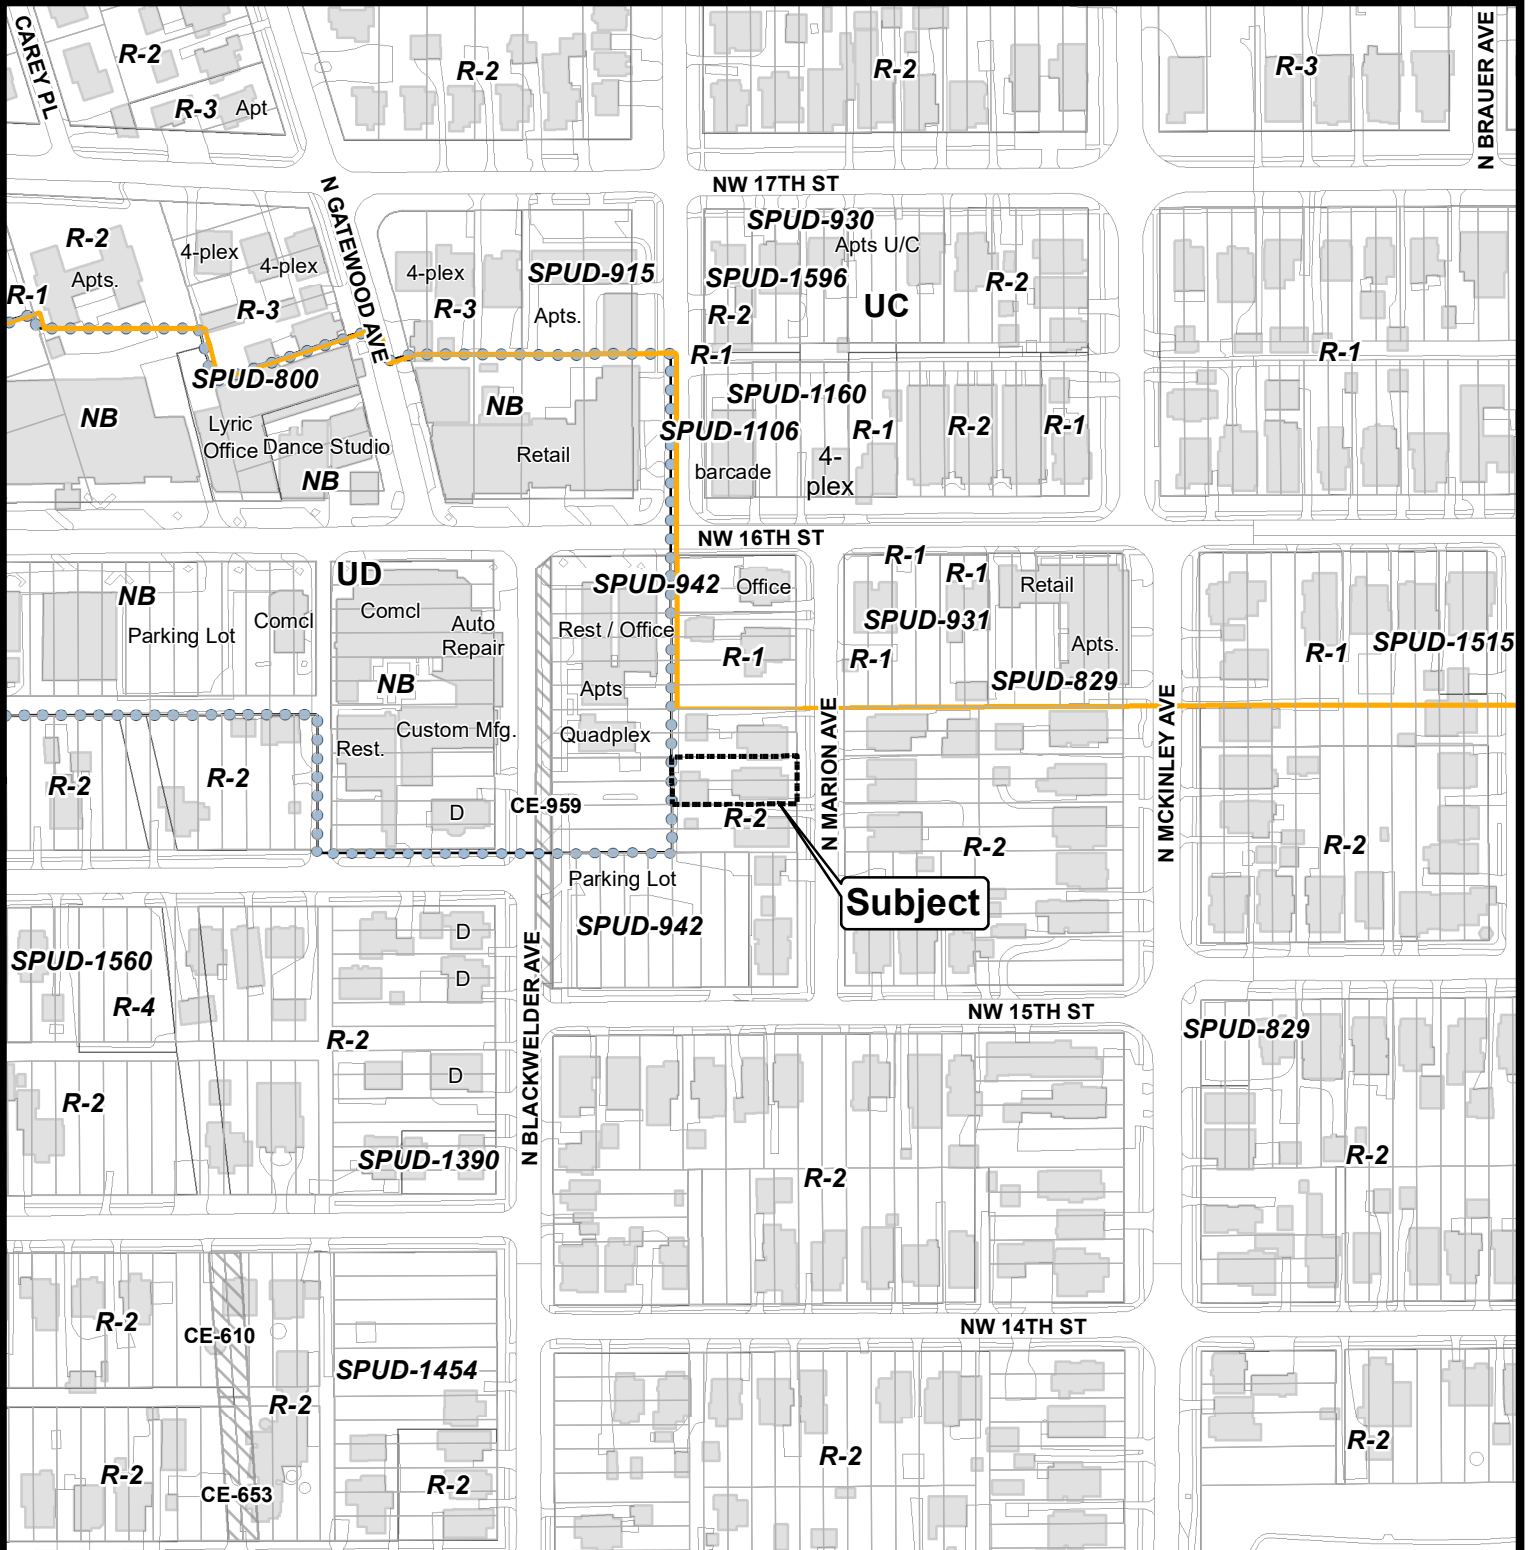 CAREY PL
R-2
R-3 Apt
R-2
R-2
R-3
N BRAUER AVE
NW 17TH ST
N GATEWOOD AVE
R-2
Apts.
R-1
4-plex
4-plex
R-3
4-plex
R-3
SPUD-915
Apts.
SPUD-930
Apts U/C
SPUD-1596
R-2
UC
R-2
R-1
R-1
SPUD-800
NB
Lyric
Office
Dance Studio
NB
NB
Retail
SPUD-1160
SPUD-1106
barcade
4-
plex
R-1
R-2
R-1
NW 16TH ST
NB
Parking Lot
Comcl
UD
Comcl
Auto
Repair
NB
Custom Mfg.
Rest.
D
SPUD-942
Rest / Office
Apts
Quadplex
Office
R-1
R-1
R-1
SPUD-931
R-1
Retail
Apts.
SPUD-829
R-1
SPUD-1515
N MARION AVE
N MCKINLEY AVE
R-2
R-2
CE-959
R-2
R-2
R-2
Subject
Parking Lot
SPUD-942
N BLACKWELDER AVE
SPUD-1560
R-4
D
D
R-2
D
R-2
SPUD-1390
NW 15TH ST
SPUD-829
R-2
R-2
NW 14TH ST
R-2
CE-610
SPUD-1454
R-2
R-2
CE-653
R-2
R-2
R-2